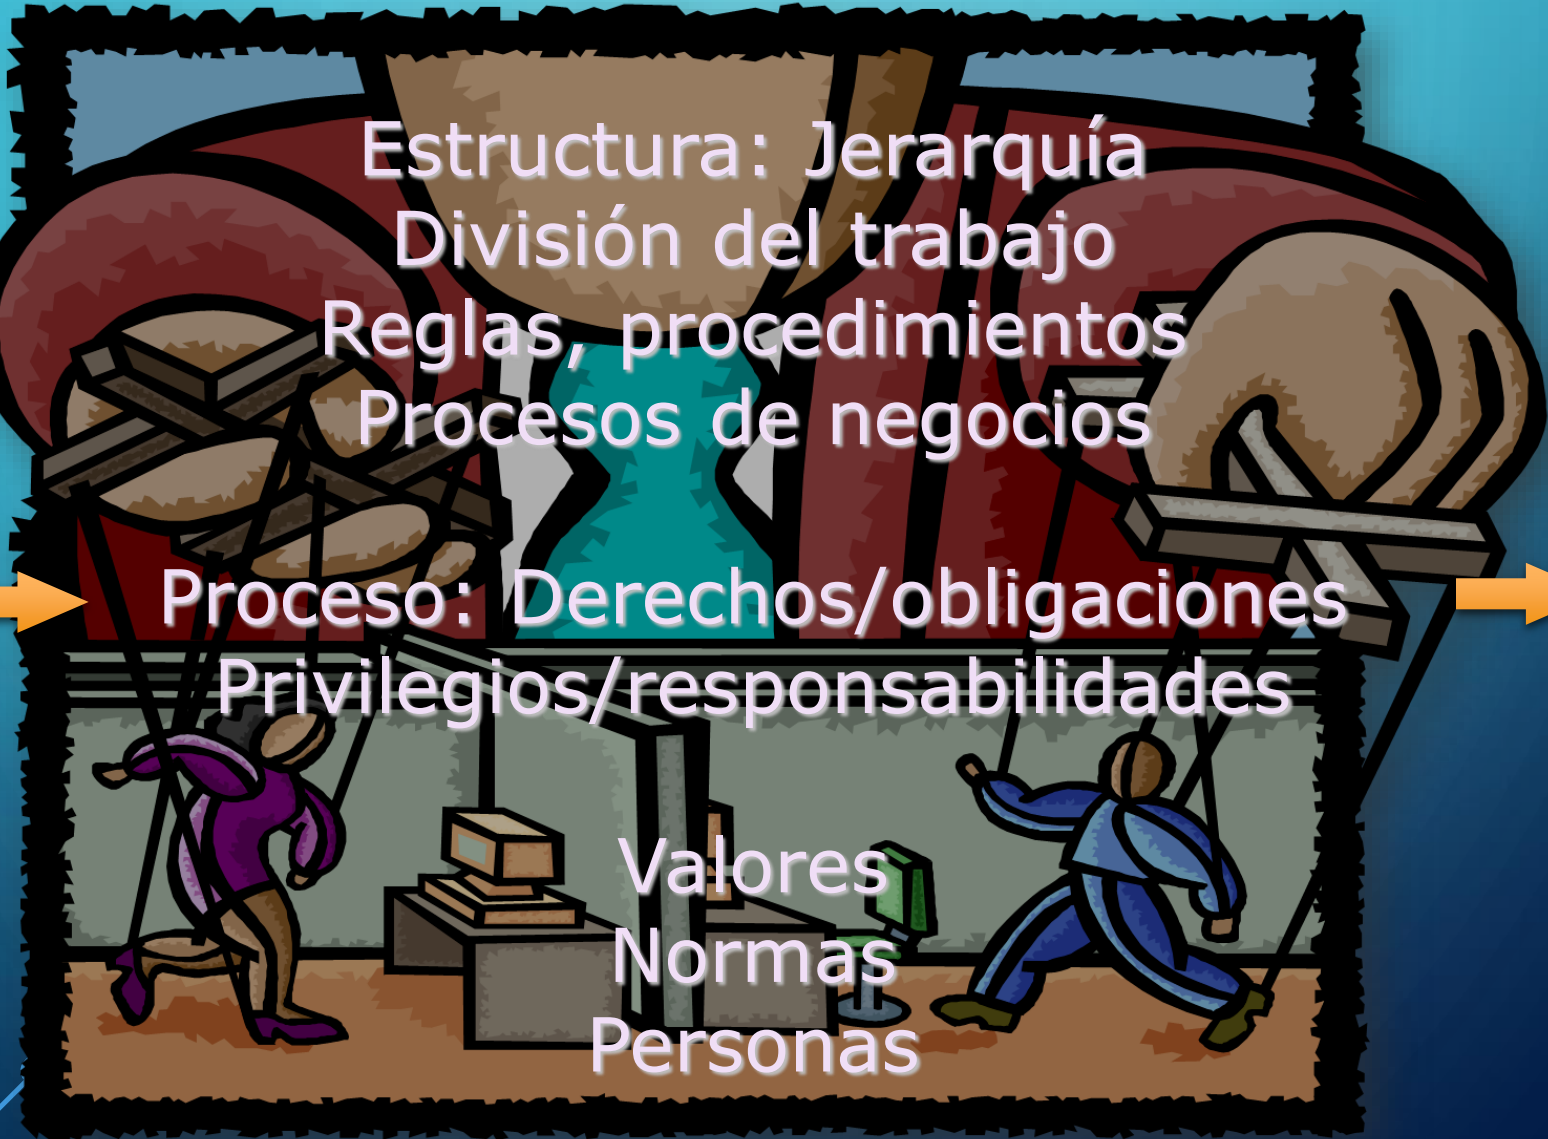 Estructura: Jerarquía
División del trabajo
Reglas, procedimientos
Procesos de negocios
Proceso: Derechos/obligaciones
Privilegios/responsabilidades
Valores
Normas
Personas